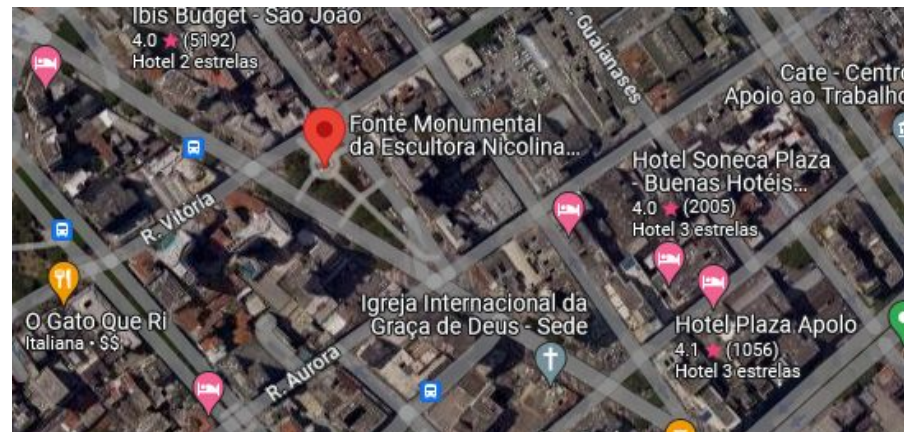 Ibis Budget - São João
4.0 ★ (5192)
Hotel 2 estrelas
R. Guaianases
Cate - Centro
Apoio ao Trabalho
Fonte Monumental
da Escultora Nicolina...
Hotel Soneca Plaza
- Buenas Hotéis...
4.0 ★ (2005)
Hotel 3 estrelas
R. Vitória
O Gato Que Ri
Italiana • $$
Igreja Internacional da
Graça de Deus - Sede
Hotel Plaza Apolo
4.1 ★ (1056)
Hotel 3 estrelas
R. Aurora